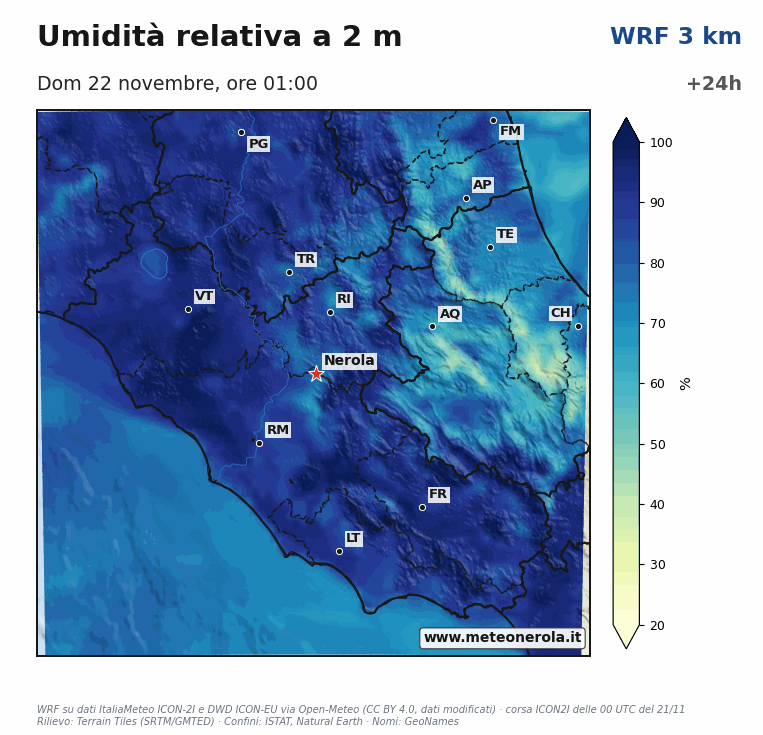 Umidità relativa a 2 m
WRF 3 km
Dom 22 novembre, ore 01:00
+24h
PG
FM
AP
TE
TR
VT
RI
AQ
CH
Nerola
RM
FR
LT
www.meteonerola.it
100
90
80
70
60
50
40
30
20
%
WRF su dati ItaliaMeteo ICON-2I e DWD ICON-EU via Open-Meteo (CC BY 4.0, dati modificati) · corsa ICON2I delle 00 UTC del 21/11
Rilievo: Terrain Tiles (SRTM/GMTED) · Confini: ISTAT, Natural Earth · Nomi: GeoNames